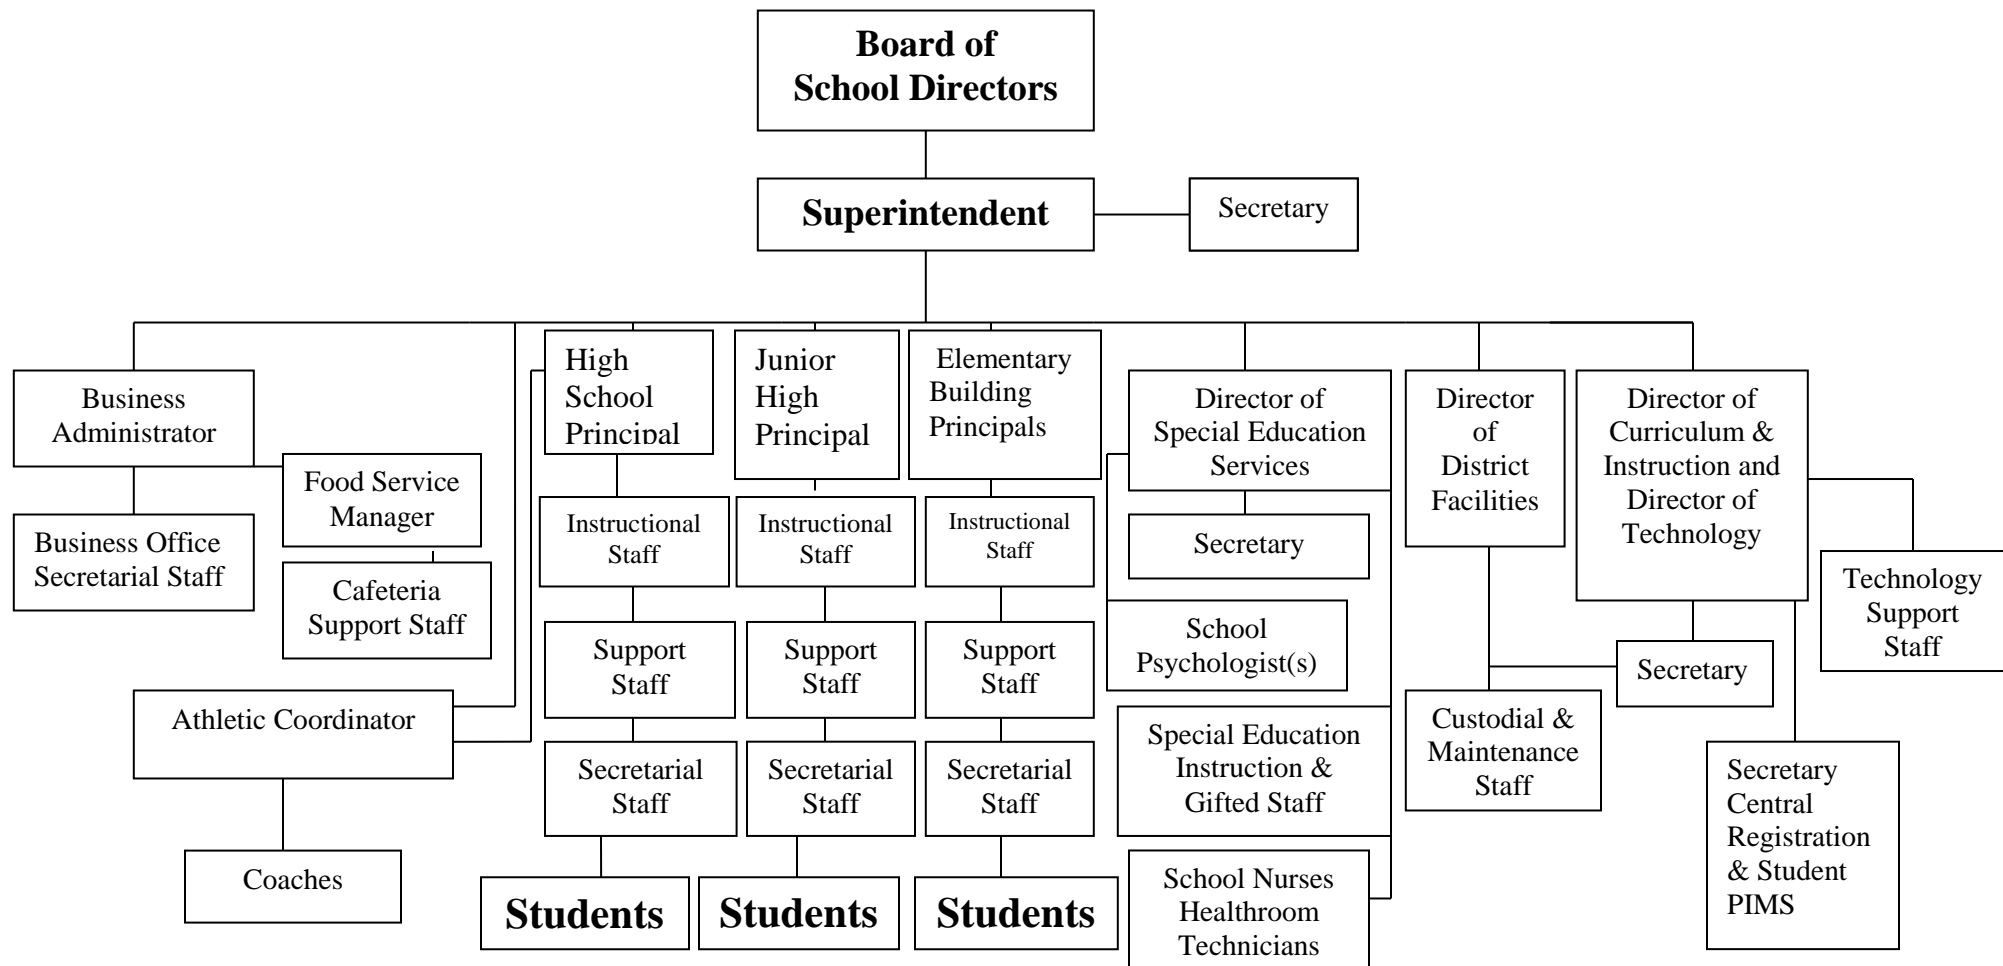 Board of
School Directors
Superintendent
Secretary
Business
Administrator
Food Service
Manager
Business Office
Secretarial Staff
Cafeteria
Support Staff
Athletic Coordinator
Coaches
High
School
Principal
Instructional
Staff
Support
Staff
Secretarial
Staff
Students
Junior
High
Principal
Instructional
Staff
Support
Staff
Secretarial
Staff
Students
Elementary
Building
Principals
Instructional
Staff
Support
Staff
Secretarial
Staff
Students
Director of
Special Education
Services
Secretary
School
Psychologist(s)
Special Education
Instruction &
Gifted Staff
School Nurses
Healthroom
Technicians
Director
of
District
Facilities
Custodial &
Maintenance
Staff
Director of
Curriculum &
Instruction and
Director of
Technology
Secretary
Technology
Support
Staff
Secretary
Central
Registration
& Student
PIMS